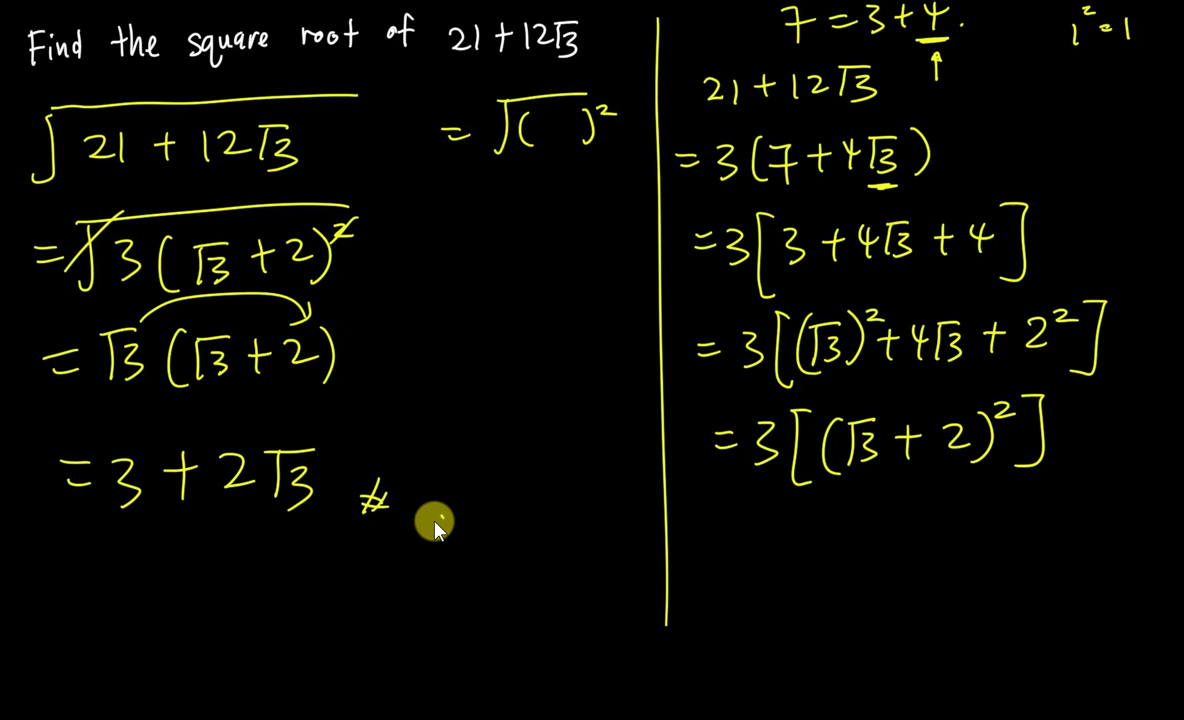 Find the square root of 21 + 12√3
√(21 + 12√3) = √( )²
= √3(√3 + 2)²
= √3 (√3 + 2)
= 3 + 2√3 #
7 = 3 + 4. 1² = 1
21 + 12√3
= 3(7 + 4√3)
= 3[3 + 4√3 + 4]
= 3[(√3)² + 4√3 + 2²]
= 3[(√3 + 2)²]